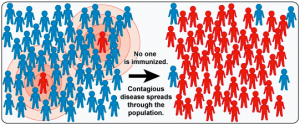 No one
is immunized.
Contagious
disease spreads
through the
population.